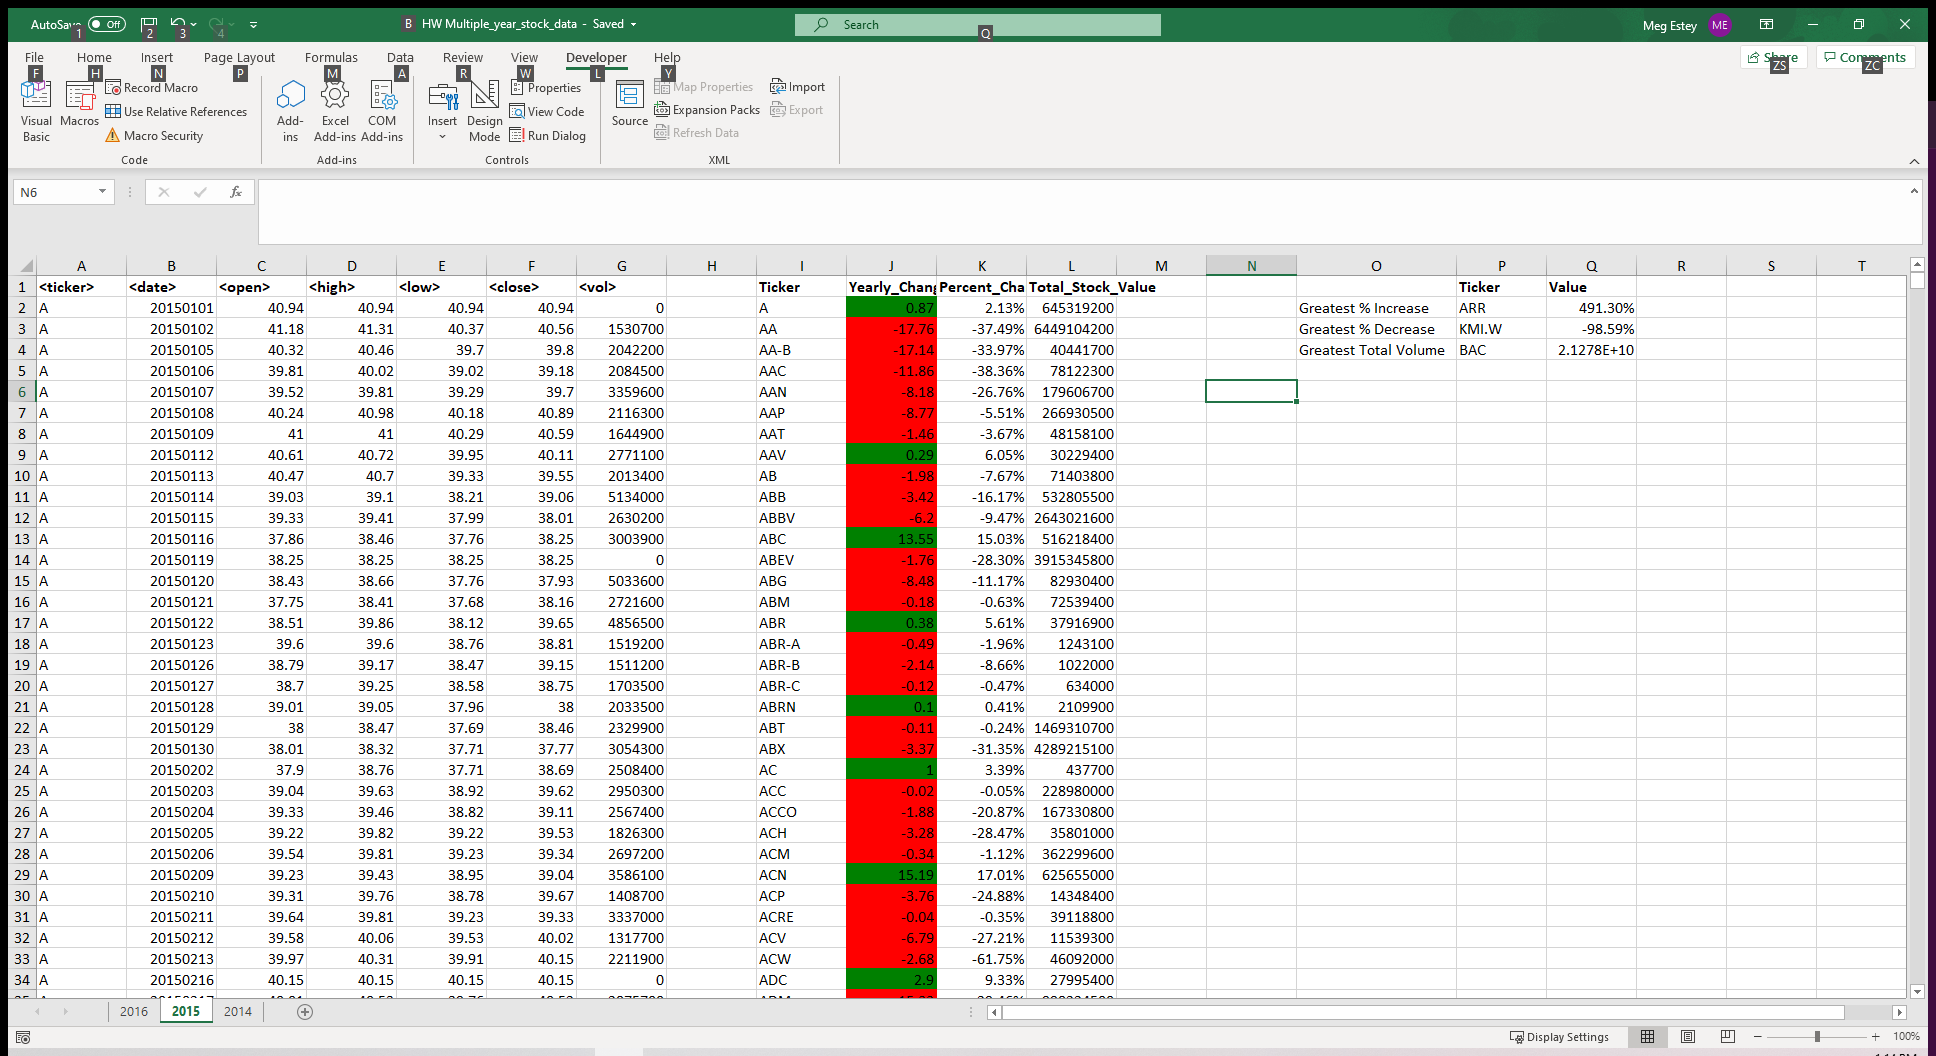 AutoSave Off
1 2 3 4
B HW Multiple_year_stock_data - Saved
Search
Q
Meg Estey ME
File Home Insert Page Layout Formulas Data Review View Developer Help
F H N P M A R W L Y
Share Comments
ZS ZC
Visual Basic
Macros
Record Macro
Use Relative References
Macro Security
Code
Add-ins
Excel Add-ins
COM Add-ins
Add-ins
Insert
Design Mode
Properties
View Code
Run Dialog
Controls
Source
Map Properties
Expansion Packs
Refresh Data
Import
Export
XML
N6 fx
A B C D E F G H I J K L M N O P Q R S T
1 <ticker> <date> <open> <high> <low> <close> <vol> Ticker Yearly_Chang Percent_Cha Total_Stock_Value Ticker Value
2 A 20150101 40.94 40.94 40.94 40.94 0 A 0.87 2.13% 645319200 Greatest % Increase ARR 491.30%
3 A 20150102 41.18 41.31 40.37 40.56 1530700 AA -17.76 -37.49% 6449104200 Greatest % Decrease KMI.W -98.59%
4 A 20150105 40.32 40.46 39.7 39.8 2042200 AA-B -17.14 -33.97% 40441700 Greatest Total Volume BAC 2.1278E+10
5 A 20150106 39.81 40.02 39.02 39.18 2084500 AAC -11.86 -38.36% 78122300
6 A 20150107 39.52 39.81 39.29 39.7 3359600 AAN -8.18 -26.76% 179606700
7 A 20150108 40.24 40.98 40.18 40.89 2116300 AAP -8.77 -5.51% 266930500
8 A 20150109 41 41 40.29 40.59 1644900 AAT -1.46 -3.67% 48158100
9 A 20150112 40.61 40.72 39.95 40.11 2771100 AAV 0.29 6.05% 30229400
10 A 20150113 40.47 40.7 39.33 39.55 2013400 AB -1.98 -7.67% 71403800
11 A 20150114 39.03 39.1 38.21 39.06 5134000 ABB -3.42 -16.17% 532805500
12 A 20150115 39.33 39.41 37.99 38.01 2630200 ABBV -6.2 -9.47% 2643021600
13 A 20150116 37.86 38.46 37.76 38.25 3003900 ABC 13.55 15.03% 516218400
14 A 20150119 38.25 38.25 38.25 38.25 0 ABEV -1.76 -28.30% 3915345800
15 A 20150120 38.43 38.66 37.76 37.93 5033600 ABG -8.48 -11.17% 82930400
16 A 20150121 37.75 38.41 37.68 38.16 2721600 ABM -0.18 -0.63% 72539400
17 A 20150122 38.51 39.86 38.12 39.65 4856500 ABR 0.38 5.61% 37916900
18 A 20150123 39.6 39.6 38.76 38.81 1519200 ABR-A -0.49 -1.96% 1243100
19 A 20150126 38.79 39.17 38.47 39.15 1511200 ABR-B -2.14 -8.66% 1022000
20 A 20150127 38.7 39.25 38.58 38.75 1703500 ABR-C -0.12 -0.47% 634000
21 A 20150128 39.01 39.05 37.96 38 2033500 ABRN 0.1 0.41% 2109900
22 A 20150129 38 38.47 37.69 38.46 2329900 ABT -0.11 -0.24% 1469310700
23 A 20150130 38.01 38.32 37.71 37.77 3054300 ABX -3.37 -31.35% 4289215100
24 A 20150202 37.9 38.76 37.71 38.69 2508400 AC 1 3.39% 437700
25 A 20150203 39.04 39.63 38.92 39.62 2950300 ACC -0.02 -0.05% 228980000
26 A 20150204 39.33 39.46 38.82 39.11 2567400 ACCO -1.88 -20.87% 167330800
27 A 20150205 39.22 39.82 39.22 39.53 1826300 ACH -3.28 -28.47% 35801000
28 A 20150206 39.54 39.81 39.23 39.34 2697200 ACM -0.34 -1.12% 362299600
29 A 20150209 39.23 39.43 38.95 39.04 3586100 ACN 15.19 17.01% 625655000
30 A 20150210 39.31 39.76 38.78 39.67 1408700 ACP -3.76 -24.88% 14348400
31 A 20150211 39.64 39.81 39.23 39.33 3337000 ACRE -0.04 -0.35% 39118800
32 A 20150212 39.58 40.06 39.53 40.02 1317700 ACV -6.79 -27.21% 11539300
33 A 20150213 39.97 40.31 39.91 40.15 2211900 ACW -2.68 -61.75% 46092000
34 A 20150216 40.15 40.15 40.15 40.15 0 ADC 2.9 9.33% 27995400
2016 2015 2014
Display Settings 100%